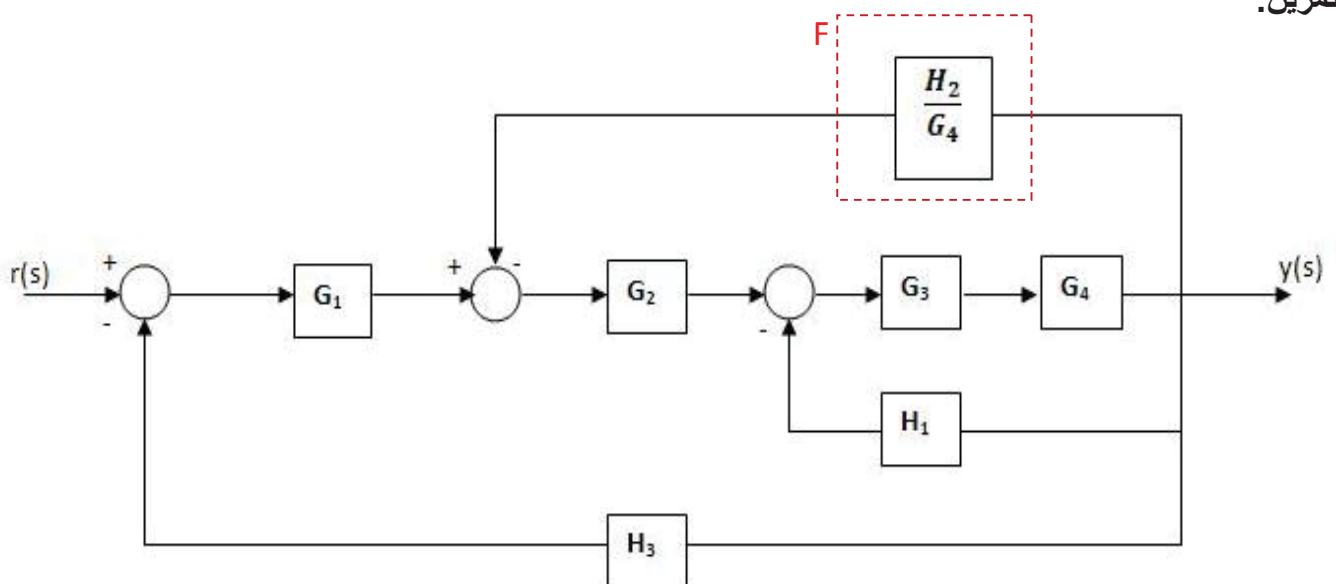 F
H₂
G₄
r(s)
+
-
G₁
+
-
G₂
-
G₃
G₄
y(s)
H₁
H₃